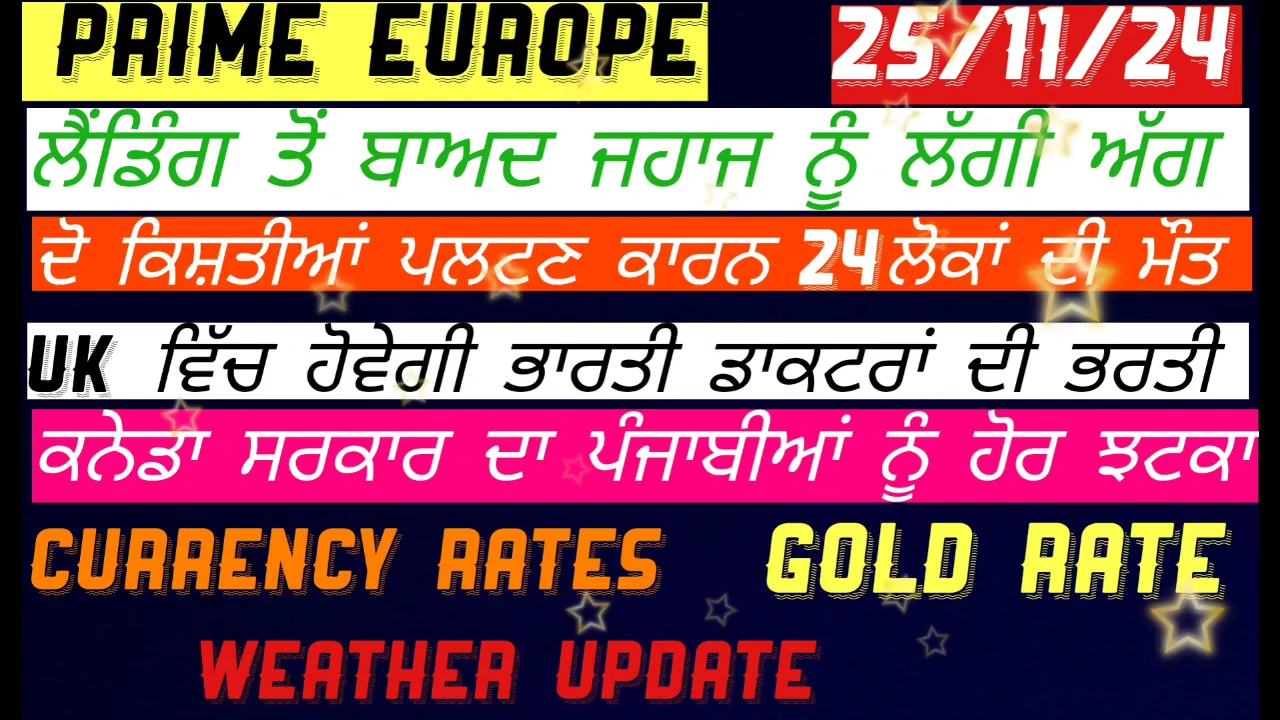 PRIME EUROPE 25/11/24
ਲੈਂਡਿੰਗ ਤੋਂ ਬਾਅਦ ਜਹਾਜ ਨੂੰ ਲੱਗੀ ਅੱਗ
ਦੋ ਕਿਸ਼ਤੀਆਂ ਪਲਟਣ ਕਾਰਨ 24 ਲੋਕਾਂ ਦੀ ਮੌਤ
UK ਵਿੱਚ ਹੋਵੇਗੀ ਭਾਰਤੀ ਡਾਕਟਰਾਂ ਦੀ ਭਰਤੀ
ਕਨੇਡਾ ਸਰਕਾਰ ਦਾ ਪੰਜਾਬੀਆਂ ਨੂੰ ਹੋਰ ਝਟਕਾ
CURRENCY RATES GOLD RATE
WEATHER UPDATE